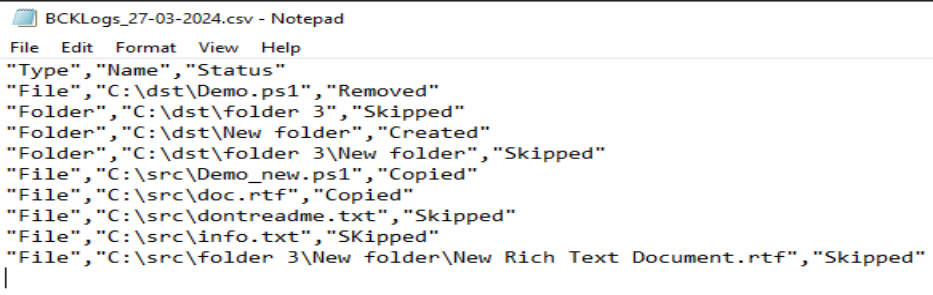 BCKLogs_27-03-2024.csv - Notepad
File Edit Format View Help
"Type","Name","Status"
"File","C:\dst\Demo.ps1","Removed"
"Folder","C:\dst\folder 3","Skipped"
"Folder","C:\dst\New folder","Created"
"Folder","C:\dst\folder 3\New folder","Skipped"
"File","C:\src\Demo_new.ps1","Copied"
"File","C:\src\doc.rtf","Copied"
"File","C:\src\dontreadme.txt","Skipped"
"File","C:\src\info.txt","SKipped"
"File","C:\src\folder 3\New folder\New Rich Text Document.rtf","Skipped"